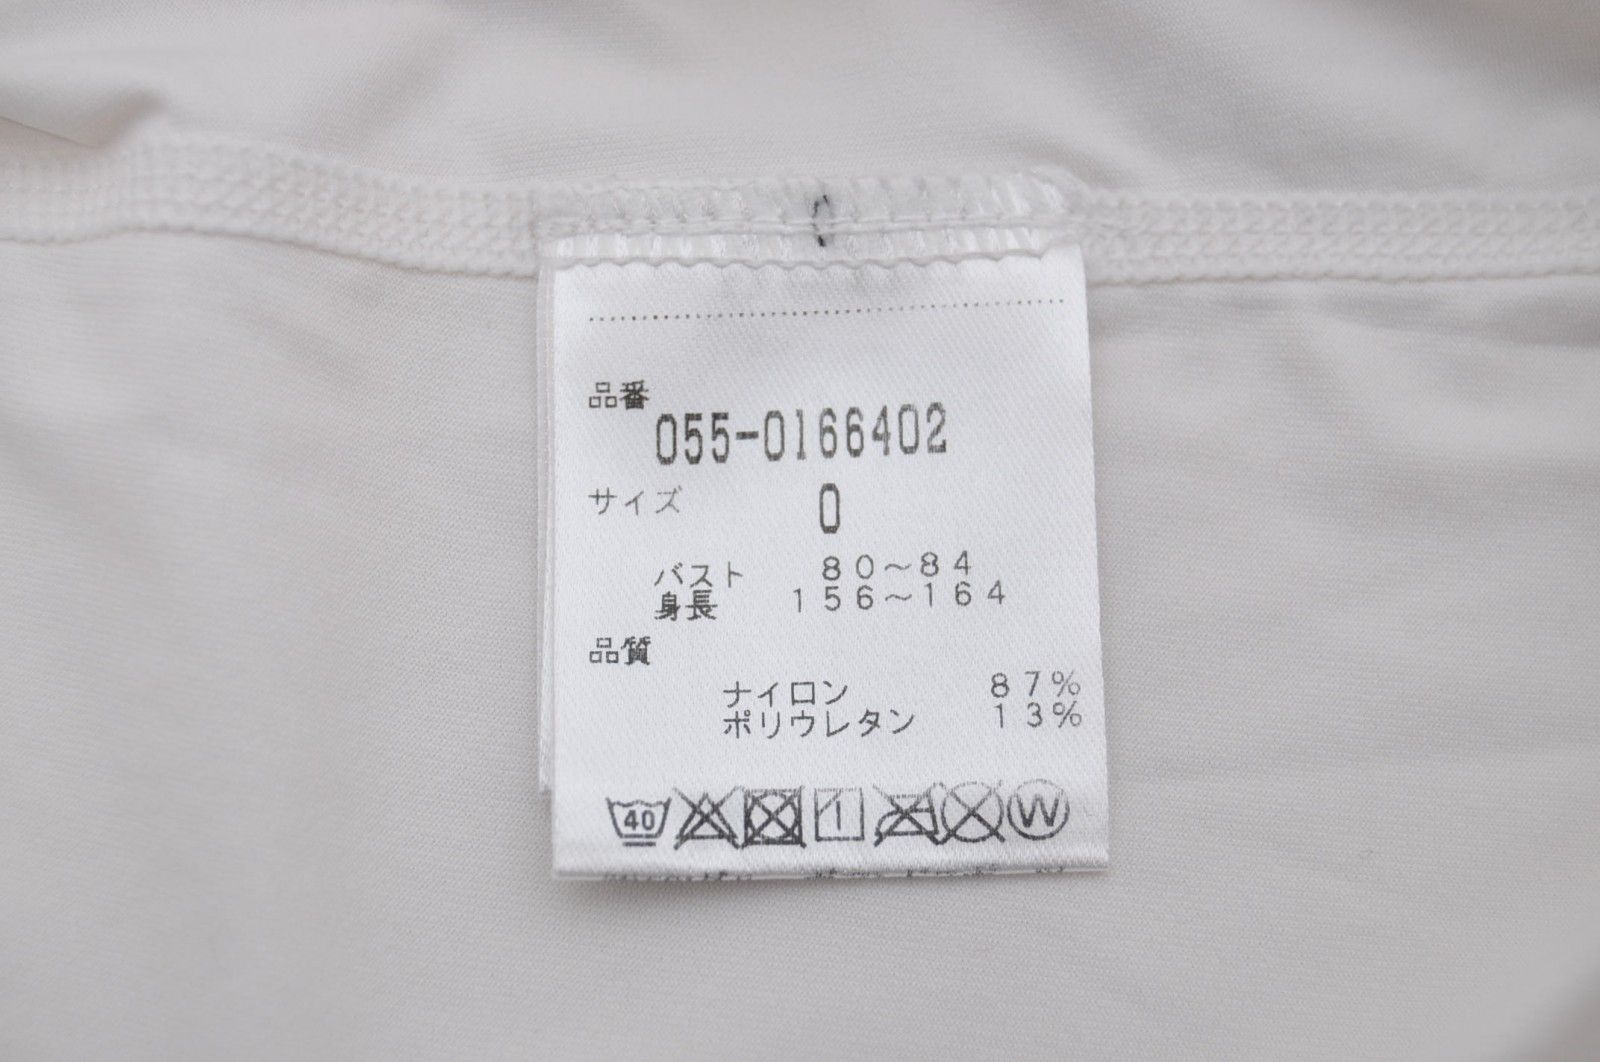 品番
055-0166402
サイズ 0
バスト 80～84
身長 156～164
品質
ナイロン 87%
ポリウレタン 13%
40
W